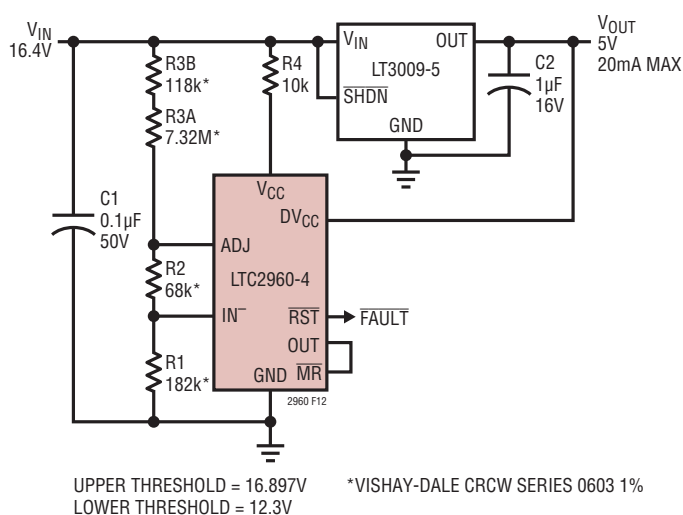 VIN
16.4V
R3B
118k*
R3A
7.32M*
R4
10k
VIN
OUT
LT3009-5
SHDN
GND
VOUT
5V
20mA MAX
C2
1µF
16V
C1
0.1µF
50V
VCC
DVCC
ADJ
LTC2960-4
R2
68k*
IN–
RST
FAULT
OUT
R1
182k*
GND
MR
2960 F12
UPPER THRESHOLD = 16.897V
LOWER THRESHOLD = 12.3V
*VISHAY-DALE CRCW SERIES 0603 1%